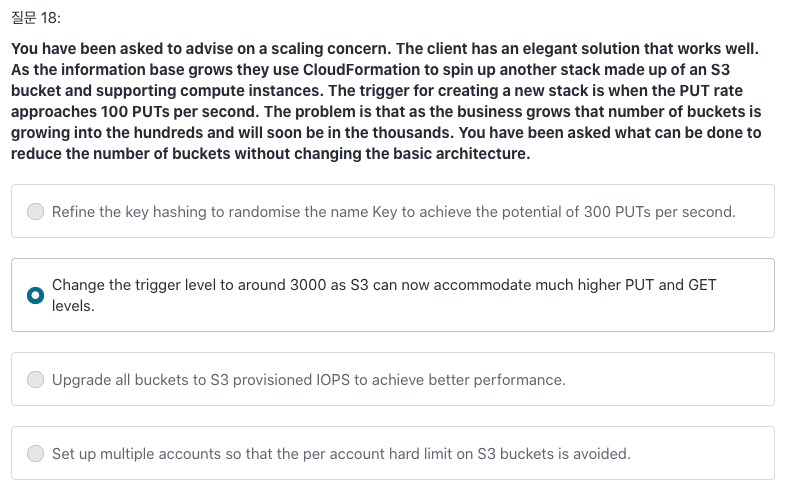 질문 18:
You have been asked to advise on a scaling concern. The client has an elegant solution that works well.
As the information base grows they use CloudFormation to spin up another stack made up of an S3
bucket and supporting compute instances. The trigger for creating a new stack is when the PUT rate
approaches 100 PUTs per second. The problem is that as the business grows that number of buckets is
growing into the hundreds and will soon be in the thousands. You have been asked what can be done to
reduce the number of buckets without changing the basic architecture.
Refine the key hashing to randomise the name Key to achieve the potential of 300 PUTs per second.
Change the trigger level to around 3000 as S3 can now accommodate much higher PUT and GET
levels.
Upgrade all buckets to S3 provisioned IOPS to achieve better performance.
Set up multiple accounts so that the per account hard limit on S3 buckets is avoided.